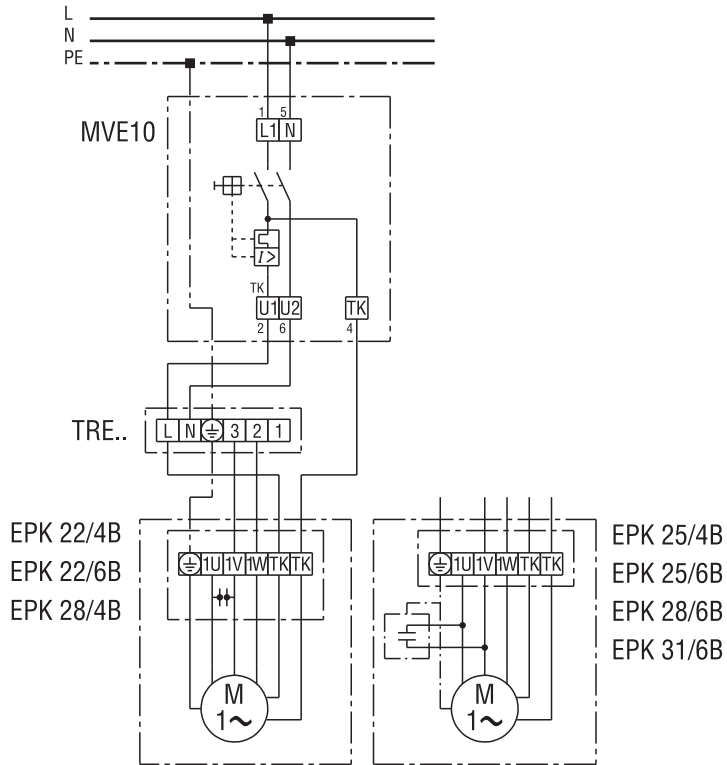 L
N
PE
MVE10
1 5
L1 N
I>
TK
U1 U2 TK
2 6 4
TRE..
L N 3 2 1
EPK 22/4B
EPK 22/6B
EPK 28/4B
1U 1V 1W TK TK
M
1~
1U 1V 1W TK TK
M
1~
EPK 25/4B
EPK 25/6B
EPK 28/6B
EPK 31/6B